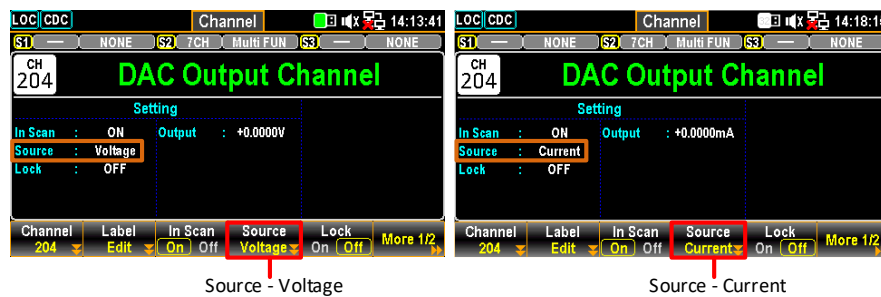 LOC CDC Channel 14:13:41
S1 — NONE S2 7CH Multi FUN S3 — NONE
CH
204
DAC Output Channel
Setting
In Scan : ON Output : +0.0000V
Source : Voltage
Lock : OFF
Channel Label In Scan Source Lock More 1/2
204 Edit On Off Voltage On Off
Source - Voltage
LOC CDC Channel
S1 — NONE S2 7CH Multi FUN S3 — NONE
CH
204
DAC Output Channel
Setting
In Scan : ON Output : +0.0000mA
Source : Current
Lock : OFF
Channel Label In Scan Source Lock More 1/2
204 Edit On Off Current On Off
Source - Current